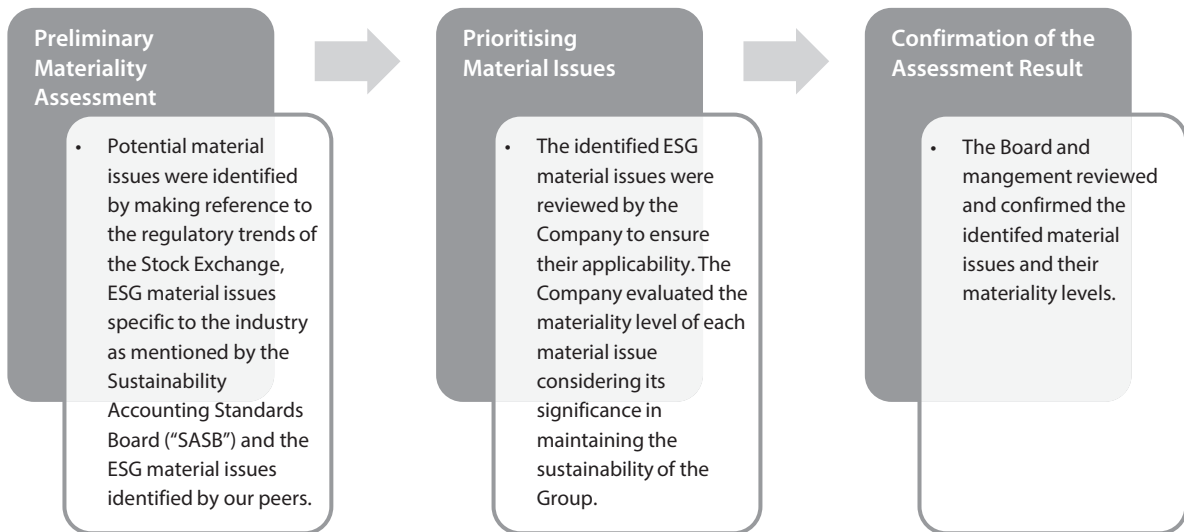 Preliminary
Materiality
Assessment
• Potential material
issues were identified
by making reference to
the regulatory trends of
the Stock Exchange,
ESG material issues
specific to the industry
as mentioned by the
Sustainability
Accounting Standards
Board (“SASB”) and the
ESG material issues
identified by our peers.
Prioritising
Material Issues
• The identified ESG
material issues were
reviewed by the
Company to ensure
their applicability. The
Company evaluated the
materiality level of each
material issue
considering its
significance in
maintaining the
sustainability of the
Group.
Confirmation of the
Assessment Result
• The Board and
mangement reviewed
and confirmed the
identifed material
issues and their
materiality levels.